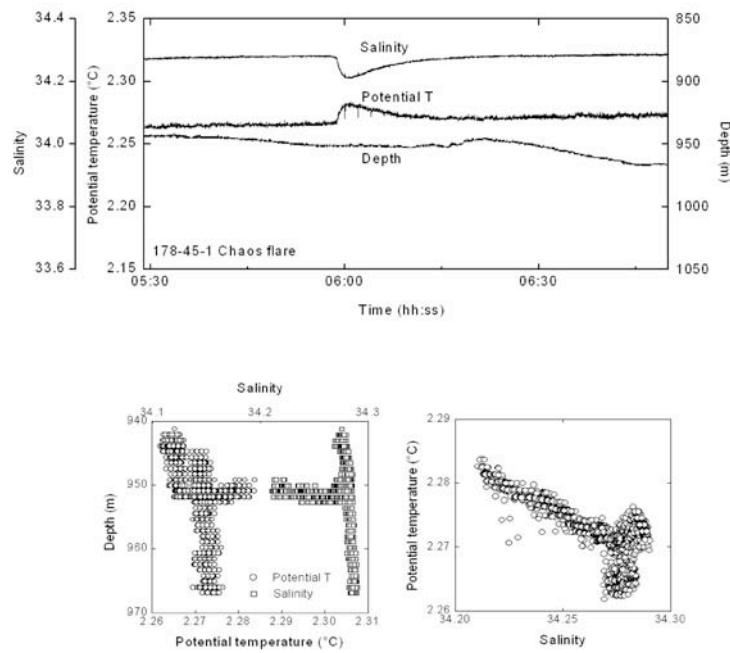 34.4
34.2
34.0
33.8
33.6
Salinity
2.35
2.30
2.25
2.20
2.15
Potential temperature (°C)
Salinity
Potential T
Depth
178-45-1 Chaos flare
850
900
950
1000
1050
Depth (m)
05:30
06:00
06:30
Time (hh:ss)
Salinity
34.1
34.2
34.3
940
950
960
970
Depth (m)
Potential T
Salinity
2.26
2.27
2.28
2.30
2.31
Potential temperature (°C)
2.29
2.28
2.27
2.26
Potential temperature (°C)
34.20
34.25
34.30
Salinity